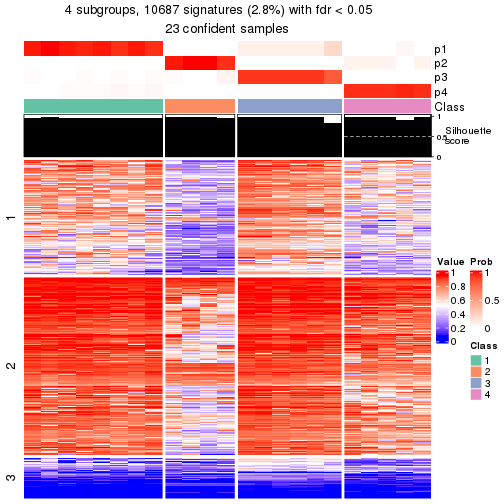 4 subgroups, 10687 signatures (2.8%) with fdr < 0.05
23 confident samples
p1
p2
p3
p4
Class
1
0.5
0
Silhouette
score
1
2
3
Value
1
0.8
0.6
0.4
0.2
0
Prob
1
0.5
0
Class
1
2
3
4